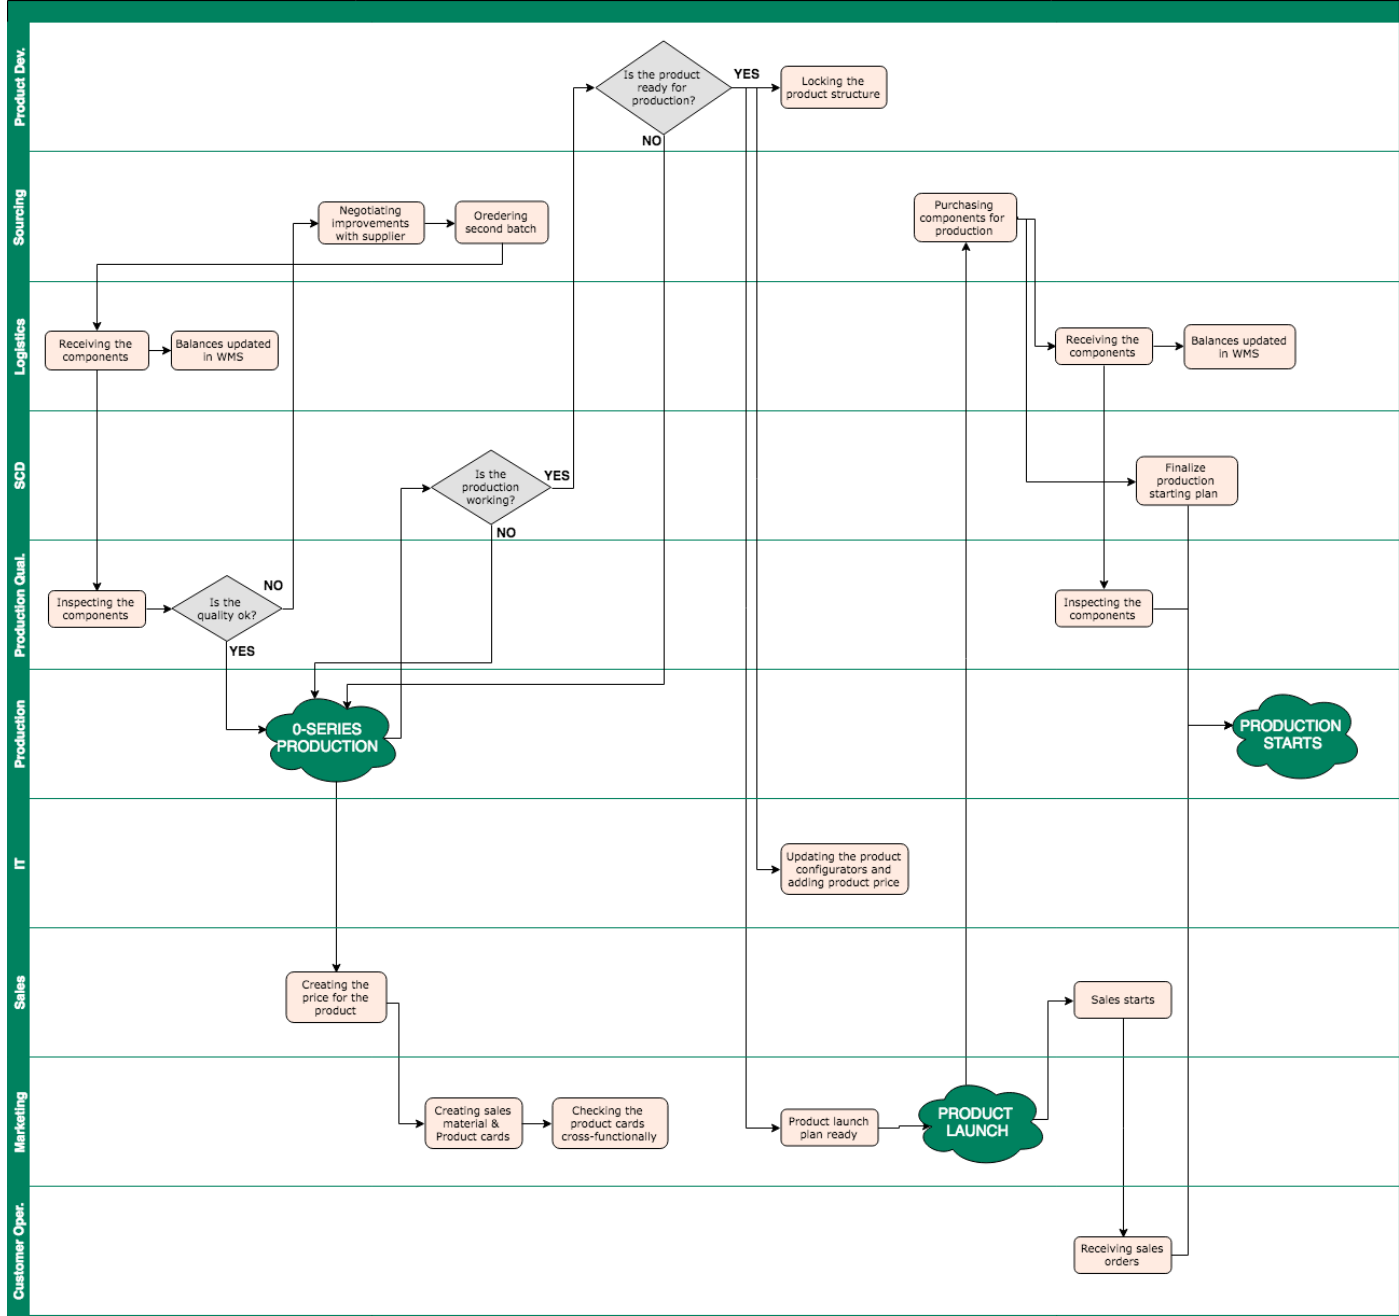 Product Dev.
Is the product
ready for
production?
YES
NO
Locking the
product structure
Sourcing
Negotiating
improvements
with supplier
Oredering
second batch
Purchasing
components for
production
Logistics
Receiving the
components
Balances updated
in WMS
Receiving the
components
Balances updated
in WMS
SCD
Is the
production
working?
YES
NO
Finalize
production
starting plan
Production Qual.
Inspecting the
components
Is the
quality ok?
NO
YES
Inspecting the
components
Production
0-SERIES
PRODUCTION
PRODUCTION
STARTS
IT
Updating the product
configurators and
adding product price
Sales
Creating the
price for the
product
Sales starts
Marketing
Creating sales
material &
Product cards
Checking the
product cards
cross-functionally
Product launch
plan ready
PRODUCT
LAUNCH
Customer Oper.
Receiving sales
orders